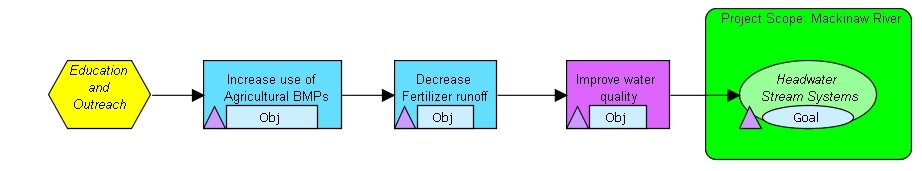 Project Scope: Mackinaw River
Education
and
Outreach
Increase use of
Agricultural BMPs
Obj
Decrease
Fertilizer runoff
Obj
Improve water
quality
Obj
Headwater
Stream Systems
Goal